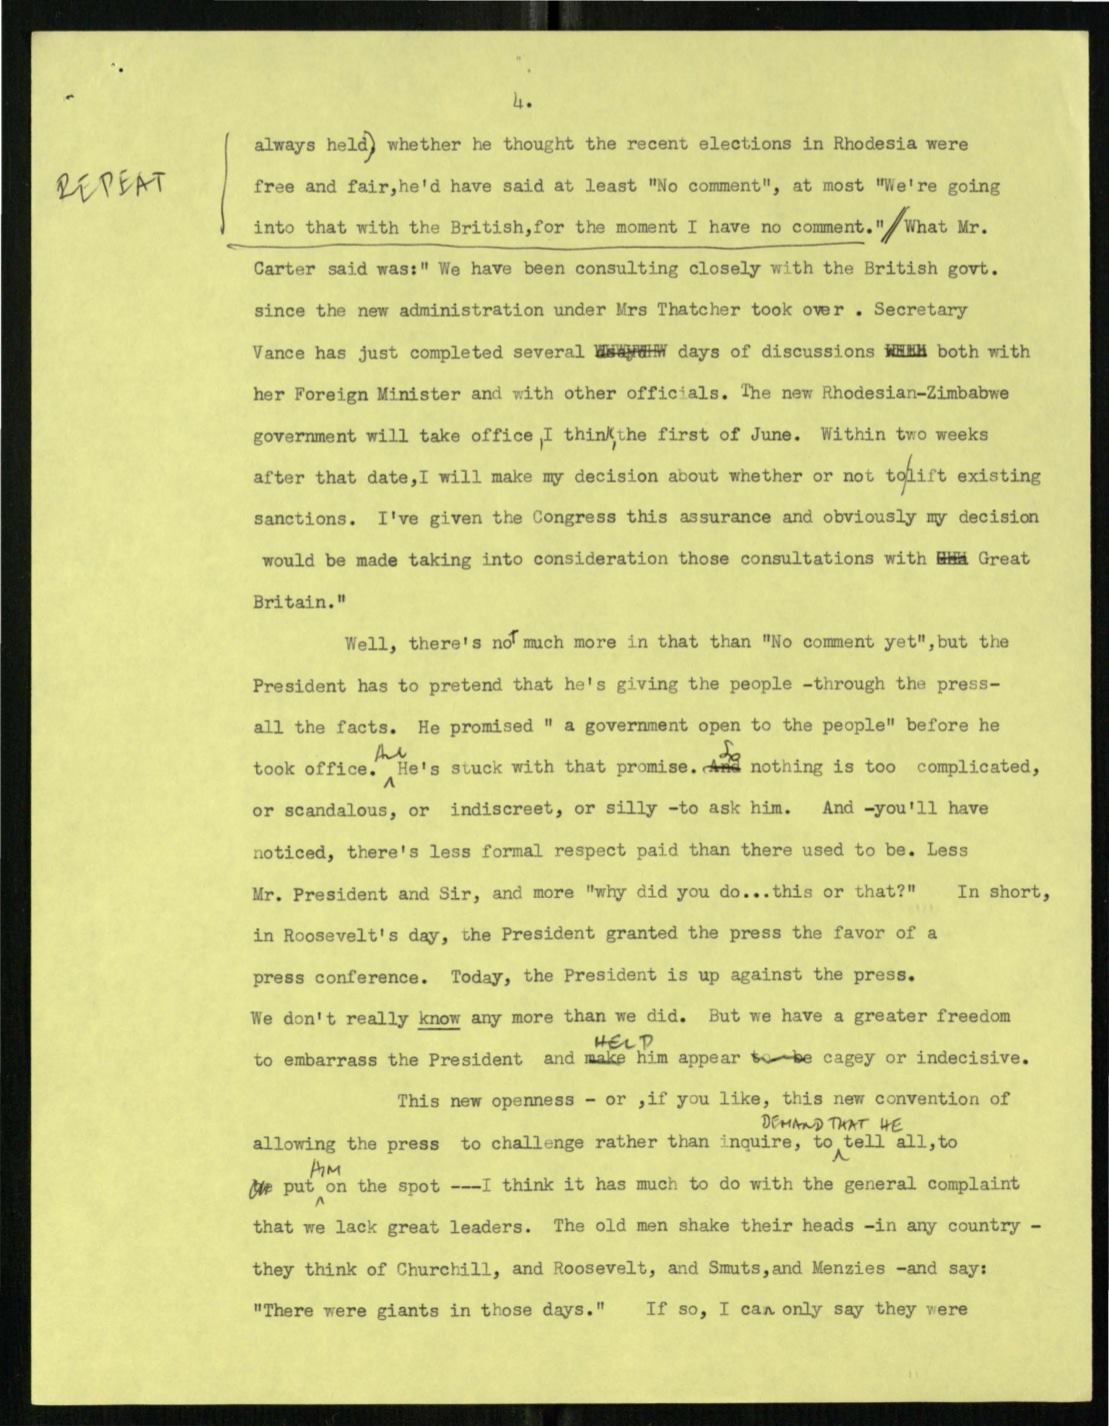 4.
always held) whether he thought the recent elections in Rhodesia were
REPEAT
free and fair,he'd have said at least "No comment", at most "We're going
into that with the British,for the moment I have no comment."//What Mr.
Carter said was:" We have been consulting closely with the British govt.
since the new administration under Mrs Thatcher took over . Secretary
Vance has just completed several days of discussions both with
her Foreign Minister and with other officials. The new Rhodesian-Zimbabwe
government will take office ,I think,the first of June. Within two weeks
after that date,I will make my decision about whether or not to/lift existing
sanctions. I've given the Congress this assurance and obviously my decision
would be made taking into consideration those consultations with Great
Britain."
Well, there's not much more in that than "No comment yet",but the
President has to pretend that he's giving the people -through the press-
all the facts. He promised " a government open to the people" before he
And So
took office. He's stuck with that promise. And nothing is too complicated,
or scandalous, or indiscreet, or silly -to ask him. And -you'll have
noticed, there's less formal respect paid than there used to be. Less
Mr. President and Sir, and more "why did you do...this or that?" In short,
in Roosevelt's day, the President granted the press the favor of a
press conference. Today, the President is up against the press.
We don't really know any more than we did. But we have a greater freedom
HELP
to embarrass the President and make him appear to be cagey or indecisive.
This new openness - or ,if you like, this new convention of
DEMAND THAT HE
allowing the press to challenge rather than inquire, to tell all,to
HIM
put on the spot ---I think it has much to do with the general complaint
that we lack great leaders. The old men shake their heads -in any country -
they think of Churchill, and Roosevelt, and Smuts,and Menzies -and say:
"There were giants in those days." If so, I can only say they were